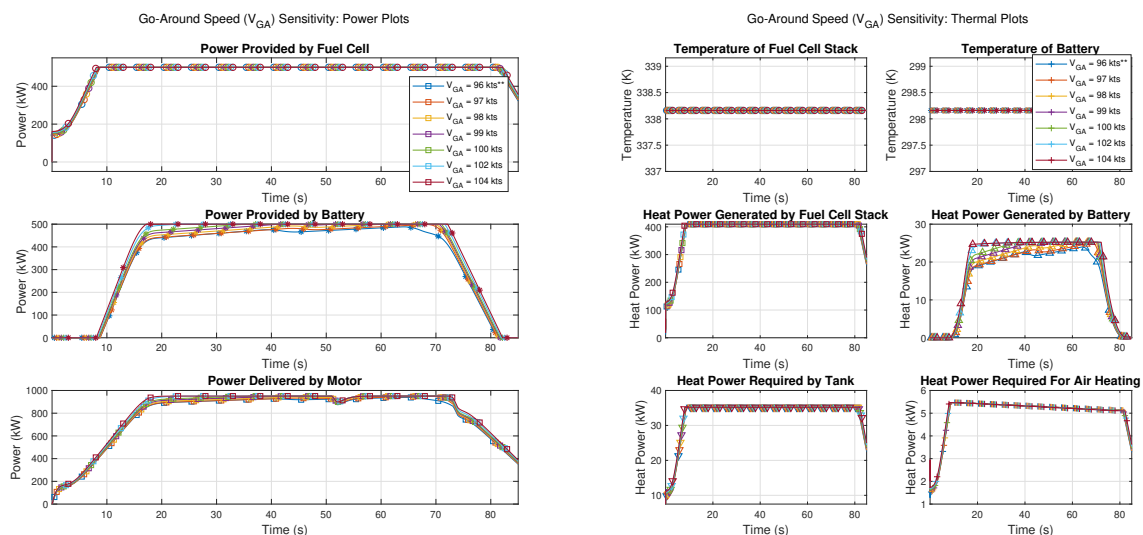 Go-Around Speed (V_GA) Sensitivity: Power Plots
Power Provided by Fuel Cell
Power (kW)
400
200
0
0 10 20 30 40 50 60 70 80
Time (s)
V_GA = 96 kts**
V_GA = 97 kts
V_GA = 98 kts
V_GA = 99 kts
V_GA = 100 kts
V_GA = 102 kts
V_GA = 104 kts
Power Provided by Battery
Power (kW)
500
400
300
200
100
0
0 10 20 30 40 50 60 70 80
Time (s)
Power Delivered by Motor
Power (kW)
1000
800
600
400
200
0
0 10 20 30 40 50 60 70 80
Time (s)
Go-Around Speed (V_GA) Sensitivity: Thermal Plots
Temperature of Fuel Cell Stack
Temperature (K)
339
338.5
338
337.5
337
20 40 60 80
Time (s)
Temperature of Battery
Temperature (K)
299
298.5
298
297.5
297
20 40
Time (s)
V_GA = 96 kts**
V_GA = 97 kts
V_GA = 98 kts
V_GA = 99 kts
V_GA = 100 kts
V_GA = 102 kts
V_GA = 104 kts
Heat Power Generated by Fuel Cell Stack
Heat Power (kW)
400
300
200
100
0
20 40 60 80
Time (s)
Heat Power Generated by Battery
Heat Power (kW)
30
20
10
0
20 40 60 80
Time (s)
Heat Power Required by Tank
Heat Power (kW)
40
30
20
10
20 40 60 80
Time (s)
Heat Power Required For Air Heating
Heat Power (kW)
6
5
4
3
2
1
20 40 60 80
Time (s)